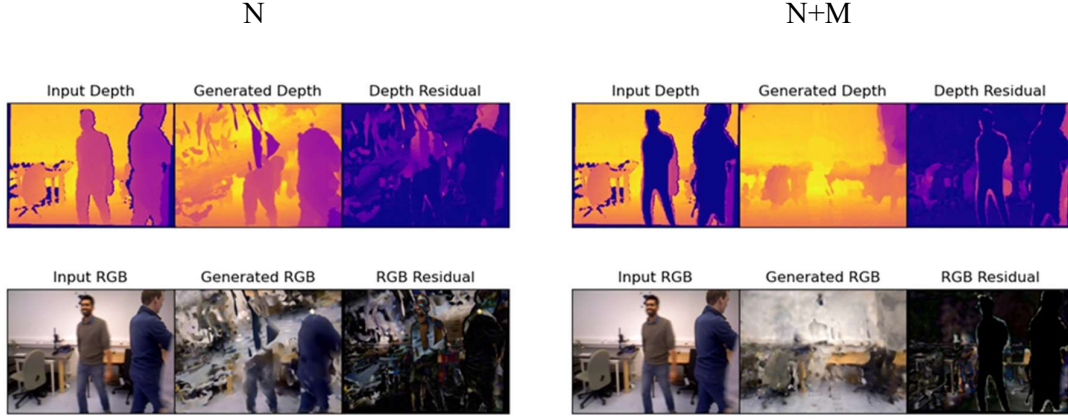 N
N+M
Input Depth Generated Depth Depth Residual
Input Depth Generated Depth Depth Residual
Input RGB Generated RGB RGB Residual
Input RGB Generated RGB RGB Residual